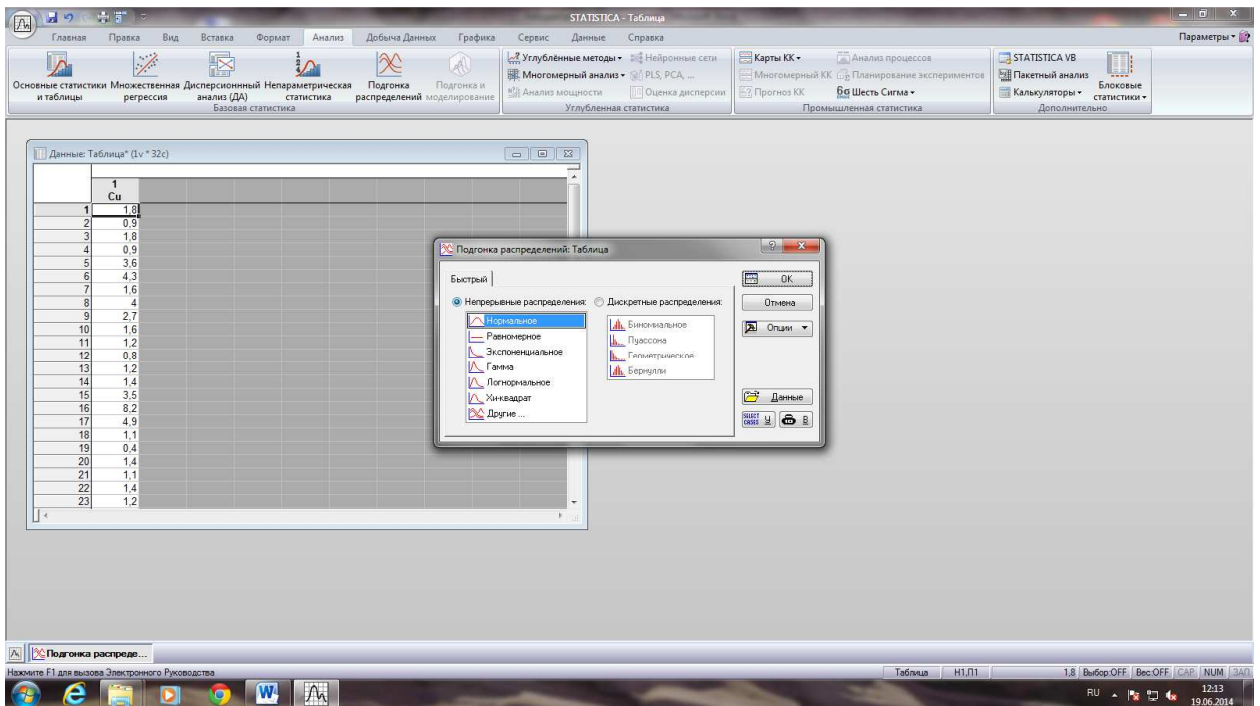 STATISTICA - Таблица
Главная Правка Вид Вставка Формат Анализ Добыча Данных Графика Сервис Данные Справка Параметры
Основные статистики и таблицы
Множественная регрессия
Дисперсионный анализ (ДА)
Непараметрическая статистика
Подгонка распределений
Подгонка и моделирование
Базовая статистика
Углублённые методы Нейронные сети
Многомерный анализ PLS, PCA, ...
Анализ мощности Оценка дисперсии
Углубленная статистика
Карты КК Анализ процессов
Многомерный КК Планирование экспериментов
Прогноз КК 6σ Шесть Сигма
Промышленная статистика
STATISTICA VB
Пакетный анализ
Калькуляторы
Блоковые статистики
Дополнительно
Данные: Таблица* (1v * 32c)
1
Cu
1 1,8
2 0,9
3 1,8
4 0,9
5 3,6
6 4,3
7 1,6
8 4
9 2,7
10 1,6
11 1,2
12 0,8
13 1,2
14 1,4
15 3,5
16 8,2
17 4,9
18 1,1
19 0,4
20 1,4
21 1,1
22 1,4
23 1,2
Подгонка распределений: Таблица
Быстрый
Непрерывные распределения: Дискретные распределения:
Нормальное
Равномерное
Экспоненциальное
Гамма
Логнормальное
Хи-квадрат
Другие ...
Биномиальное
Пуассона
Геометрическое
Бернулли
OK
Отмена
Опции
Данные
SELECT CASES
Подгонка распреде...
Нажмите F1 для вызова Электронного Руководства
Таблица Н1,П1 1,8 Выбор:OFF Вес:OFF CAP NUM ЗАП
RU 12:13
19.06.2014